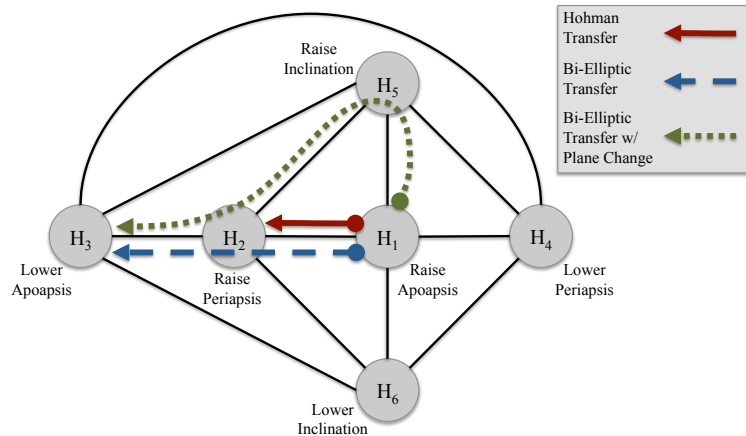 Raise
Inclination
H5
Hohman
Transfer
Bi-Elliptic
Transfer
Bi-Elliptic
Transfer w/
Plane Change
H3
H2
H1
H4
Lower
Apoapsis
Raise
Periapsis
Raise
Apoapsis
Lower
Periapsis
H6
Lower
Inclination